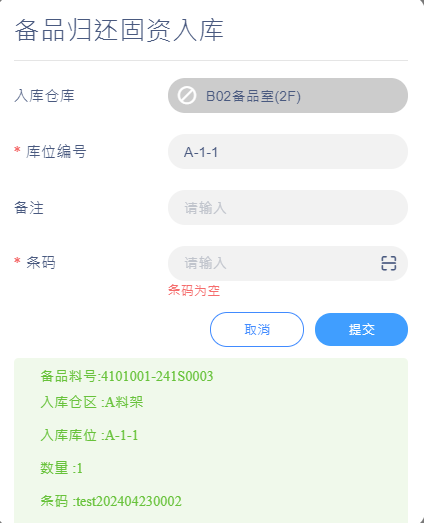 备品归还固资入库
入库仓库 B02备品室(2F)
* 库位编号 A-1-1
备注 请输入
* 条码 请输入
条码为空
取消 提交
备品料号:4101001-241S0003
入库仓区 :A料架
入库库位 :A-1-1
数量 :1
条码 :test202404230002